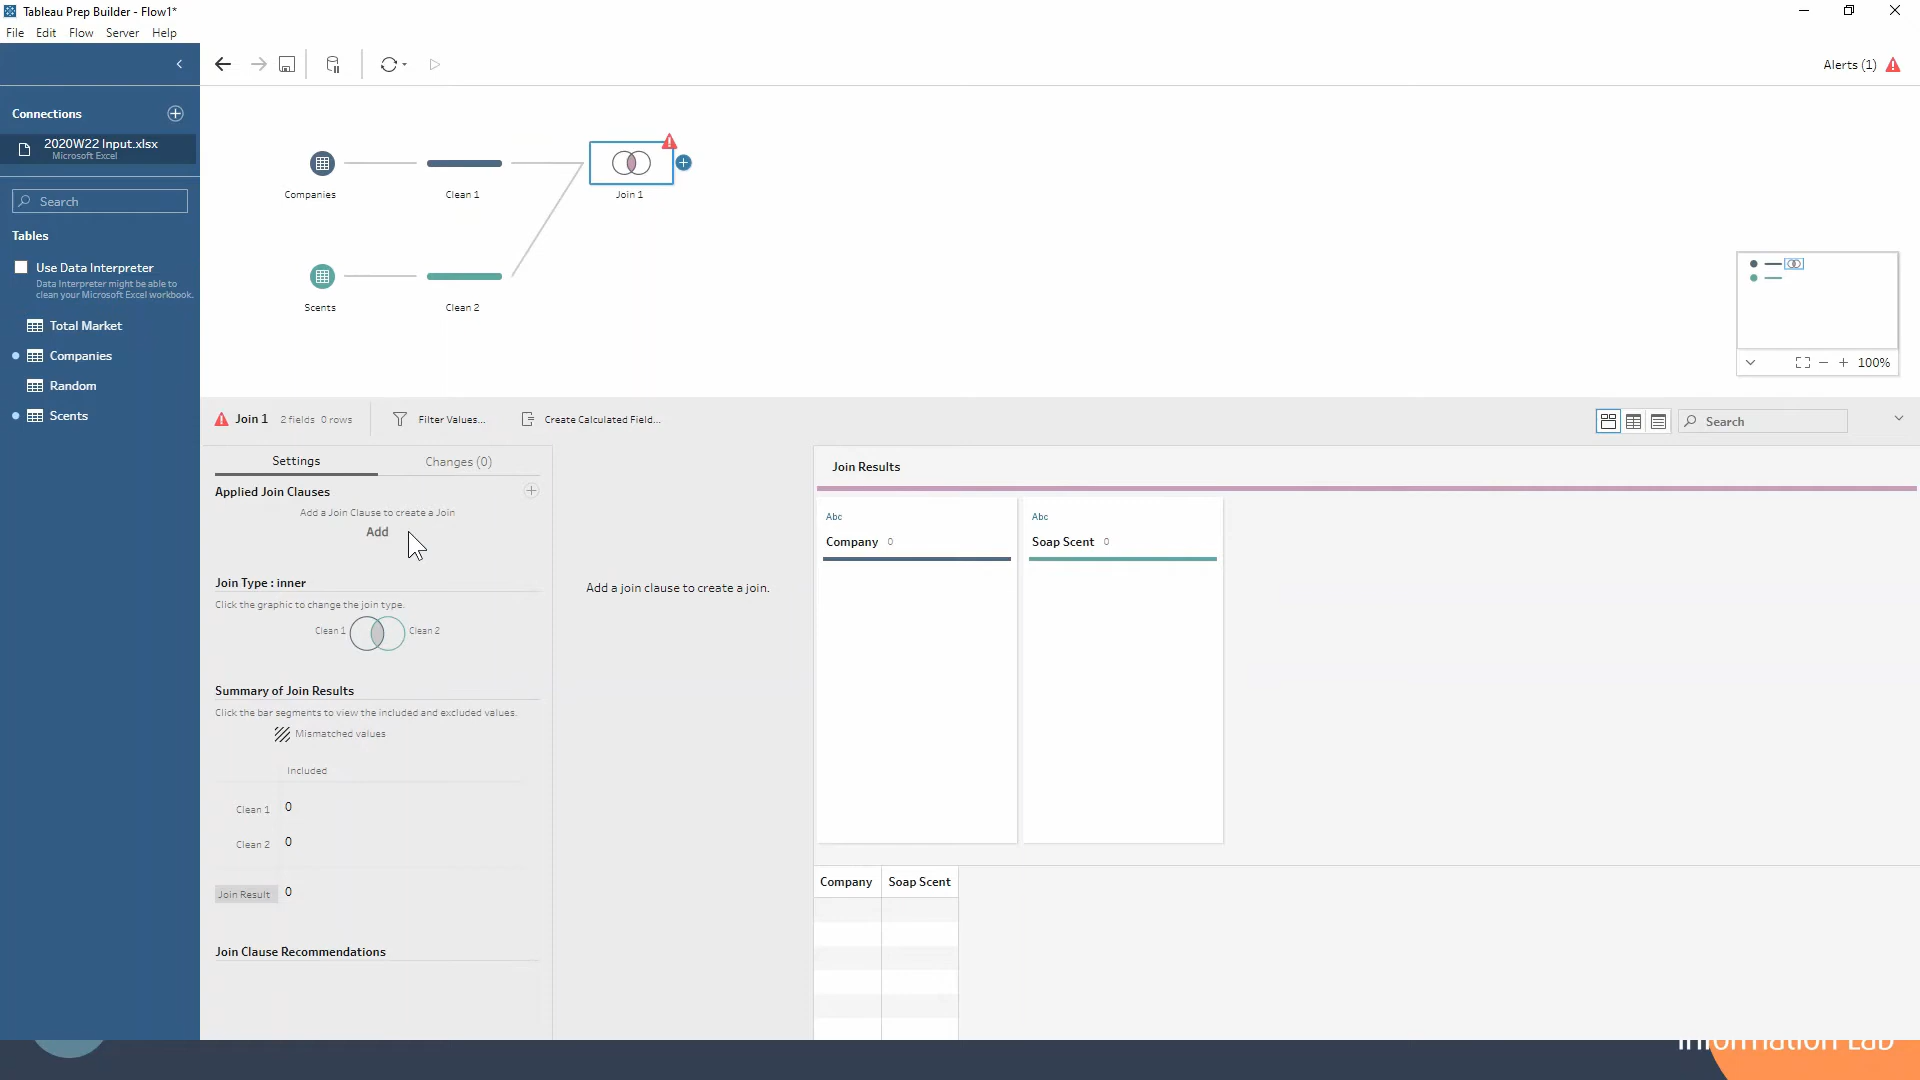 Tableau Prep Builder - Flow1*
File Edit Flow Server Help
Alerts (1)
Connections
2020W22 Input.xlsx
Microsoft Excel
Search
Tables
Use Data Interpreter
Data Interpreter might be able to
clean your Microsoft Excel workbook.
Total Market
Companies
Random
Scents
Companies
Clean 1
Join 1
Scents
Clean 2
100%
Join 1 2 fields 0 rows Filter Values... Create Calculated Field... Search
Settings Changes (0)
Applied Join Clauses
Add a Join Clause to create a Join
Add
Join Type : inner
Click the graphic to change the join type.
Clean 1 Clean 2
Summary of Join Results
Click the bar segments to view the included and excluded values.
Mismatched values
Included
Clean 1 0
Clean 2 0
Join Result 0
Join Clause Recommendations
Add a join clause to create a join.
Join Results
Abc Abc
Company 0 Soap Scent 0
Company Soap Scent
Information Lab